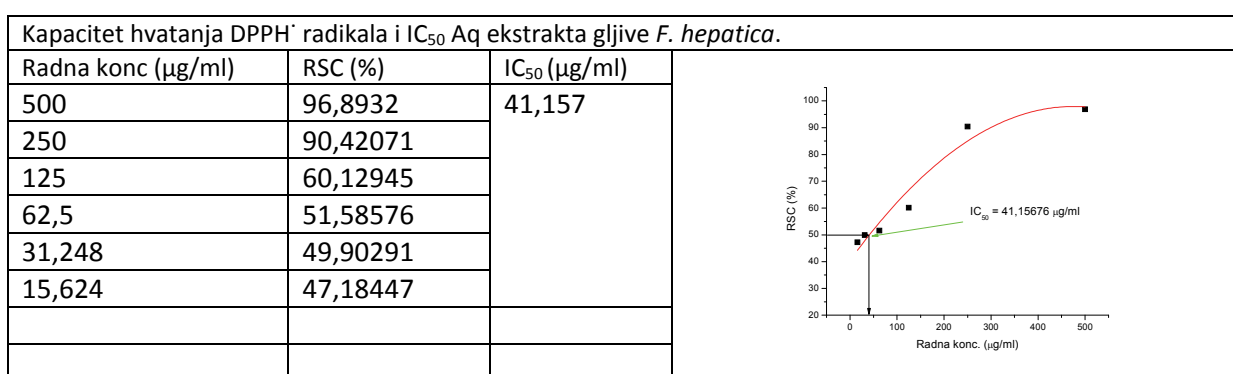 Kapacitet hvatanja DPPH˙ radikala i IC₅₀ Aq ekstrakta gljive F. hepatica.
Radna konc (μg/ml) RSC (%) IC₅₀ (μg/ml)
500 96,8932 41,157
250 90,42071
125 60,12945
62,5 51,58576
31,248 49,90291
15,624 47,18447
100
90
80
70
60
50
40
30
20
RSC (%)
IC₅₀ = 41,15676 μg/ml
0 100 200 300 400 500
Radna konc. (μg/ml)